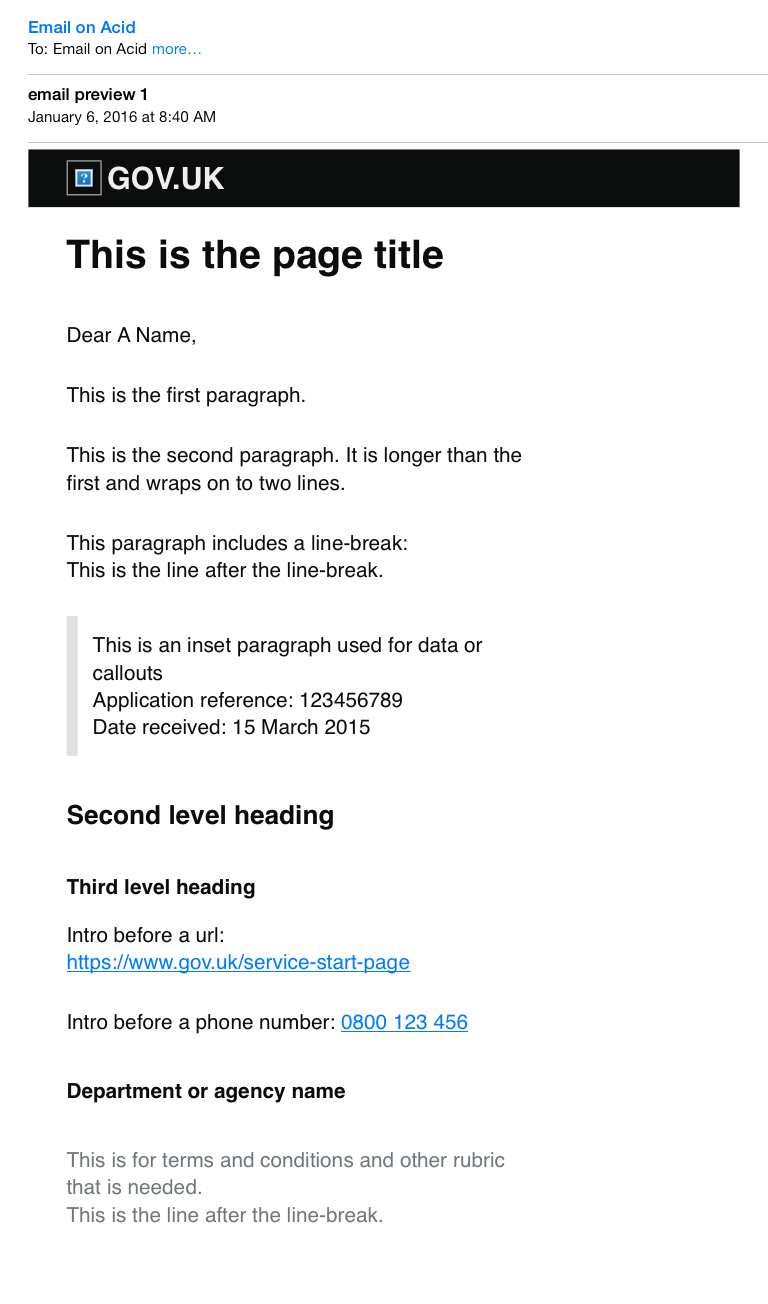 Email on Acid
To: Email on Acid more...
email preview 1
January 6, 2016 at 8:40 AM
GOV.UK
This is the page title
Dear A Name,
This is the first paragraph.
This is the second paragraph. It is longer than the
first and wraps on to two lines.
This paragraph includes a line-break:
This is the line after the line-break.
This is an inset paragraph used for data or
callouts
Application reference: 123456789
Date received: 15 March 2015
Second level heading
Third level heading
Intro before a url:
https://www.gov.uk/service-start-page
Intro before a phone number: 0800 123 456
Department or agency name
This is for terms and conditions and other rubric
that is needed.
This is the line after the line-break.